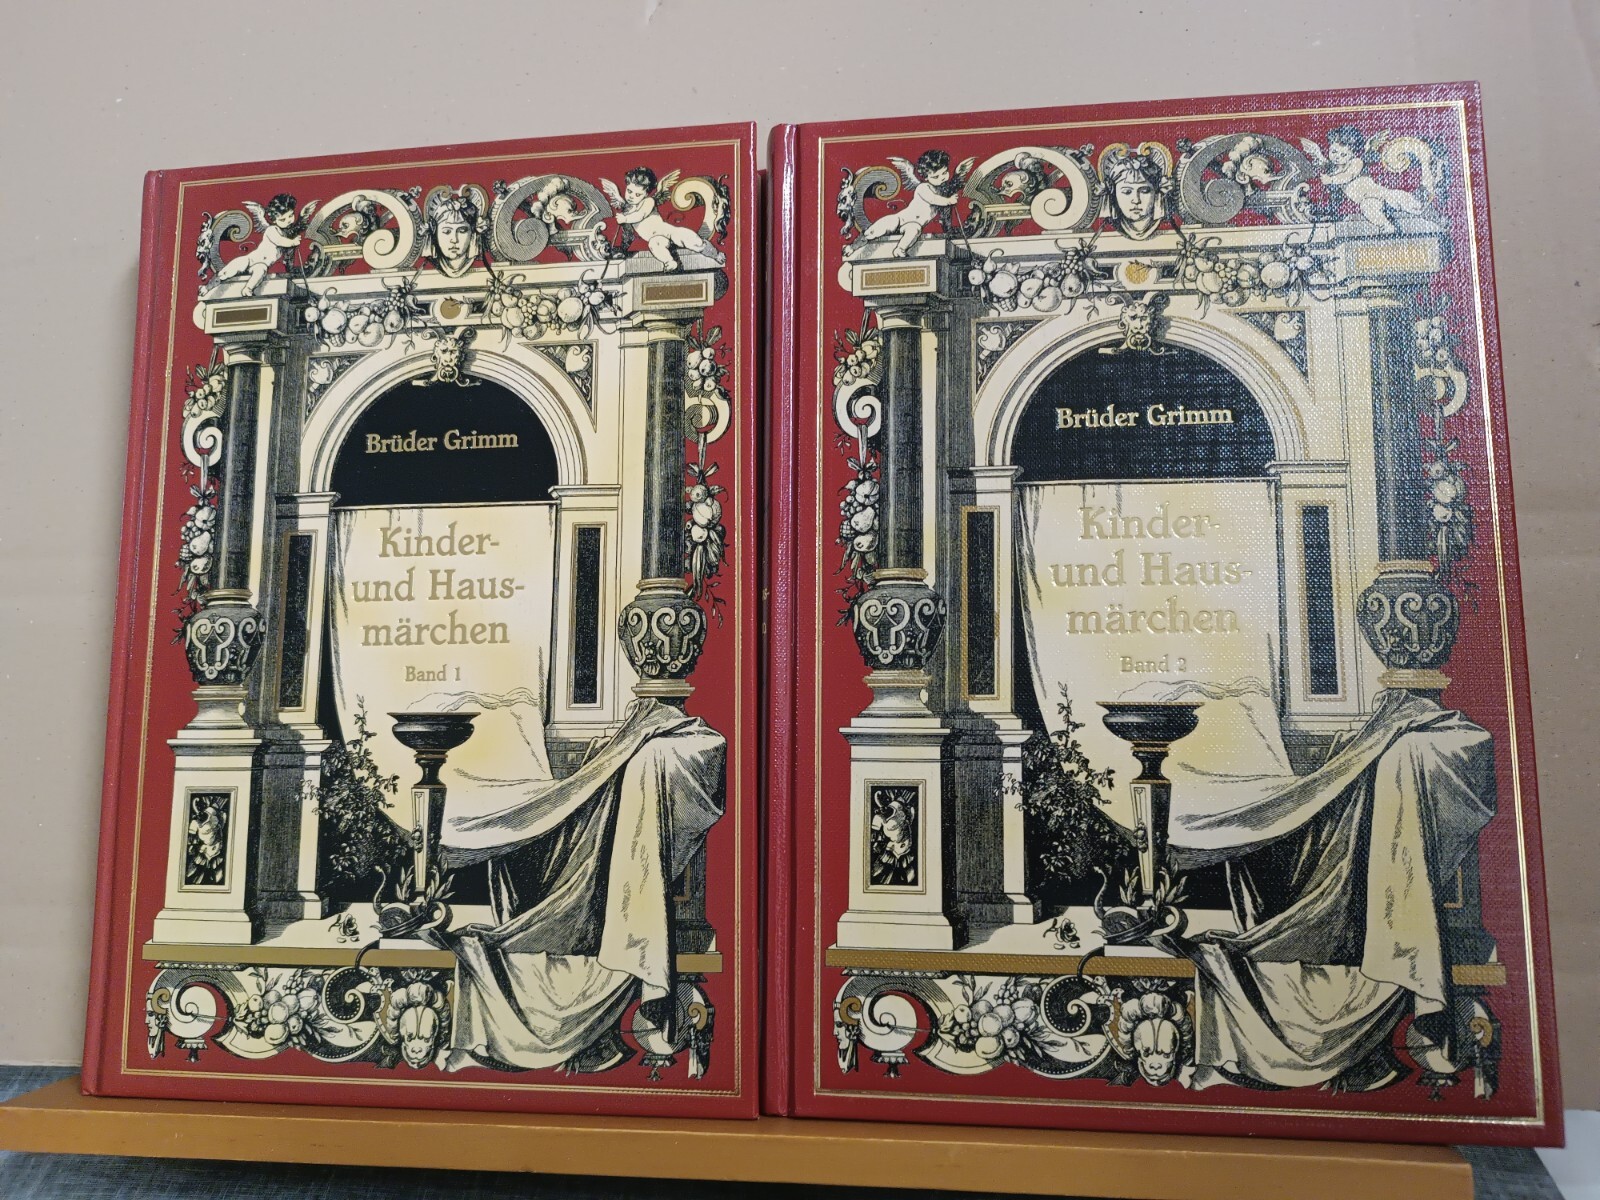 Brüder Grimm
Kinder-
und Haus-
märchen
Band 1
Brüder Grimm
Kinder-
und Haus-
märchen
Band 2